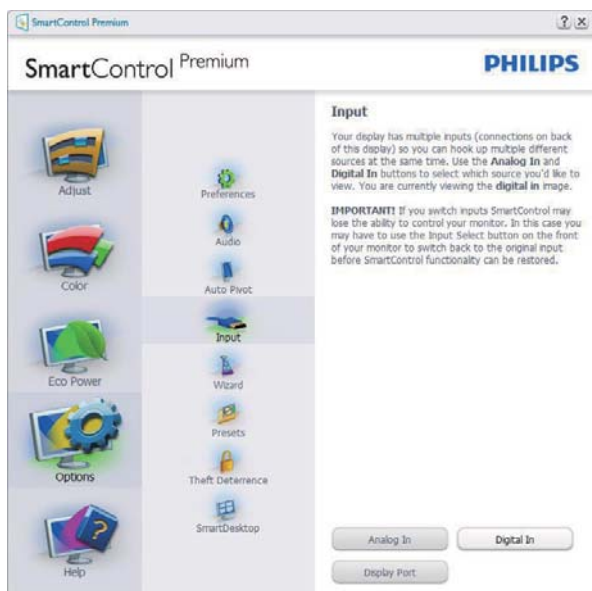 SmartControl Premium
? x
SmartControl Premium
PHILIPS
Adjust
Color
Eco Power
Options
Help
Preferences
Audio
Auto Pivot
Input
Wizard
Presets
Theft Deterrence
SmartDesktop
Input
Your display has multiple inputs (connections on back
of this display) so you can hook up multiple different
sources at the same time. Use the Analog In and
Digital In buttons to select which source you'd like to
view. You are currently viewing the digital in image.
IMPORTANT! If you switch inputs SmartControl may
lose the ability to control your monitor. In this case you
may have to use the Input Select button on the front
of your monitor to switch back to the original input
before SmartControl functionality can be restored.
Analog In
Digital In
Display Port